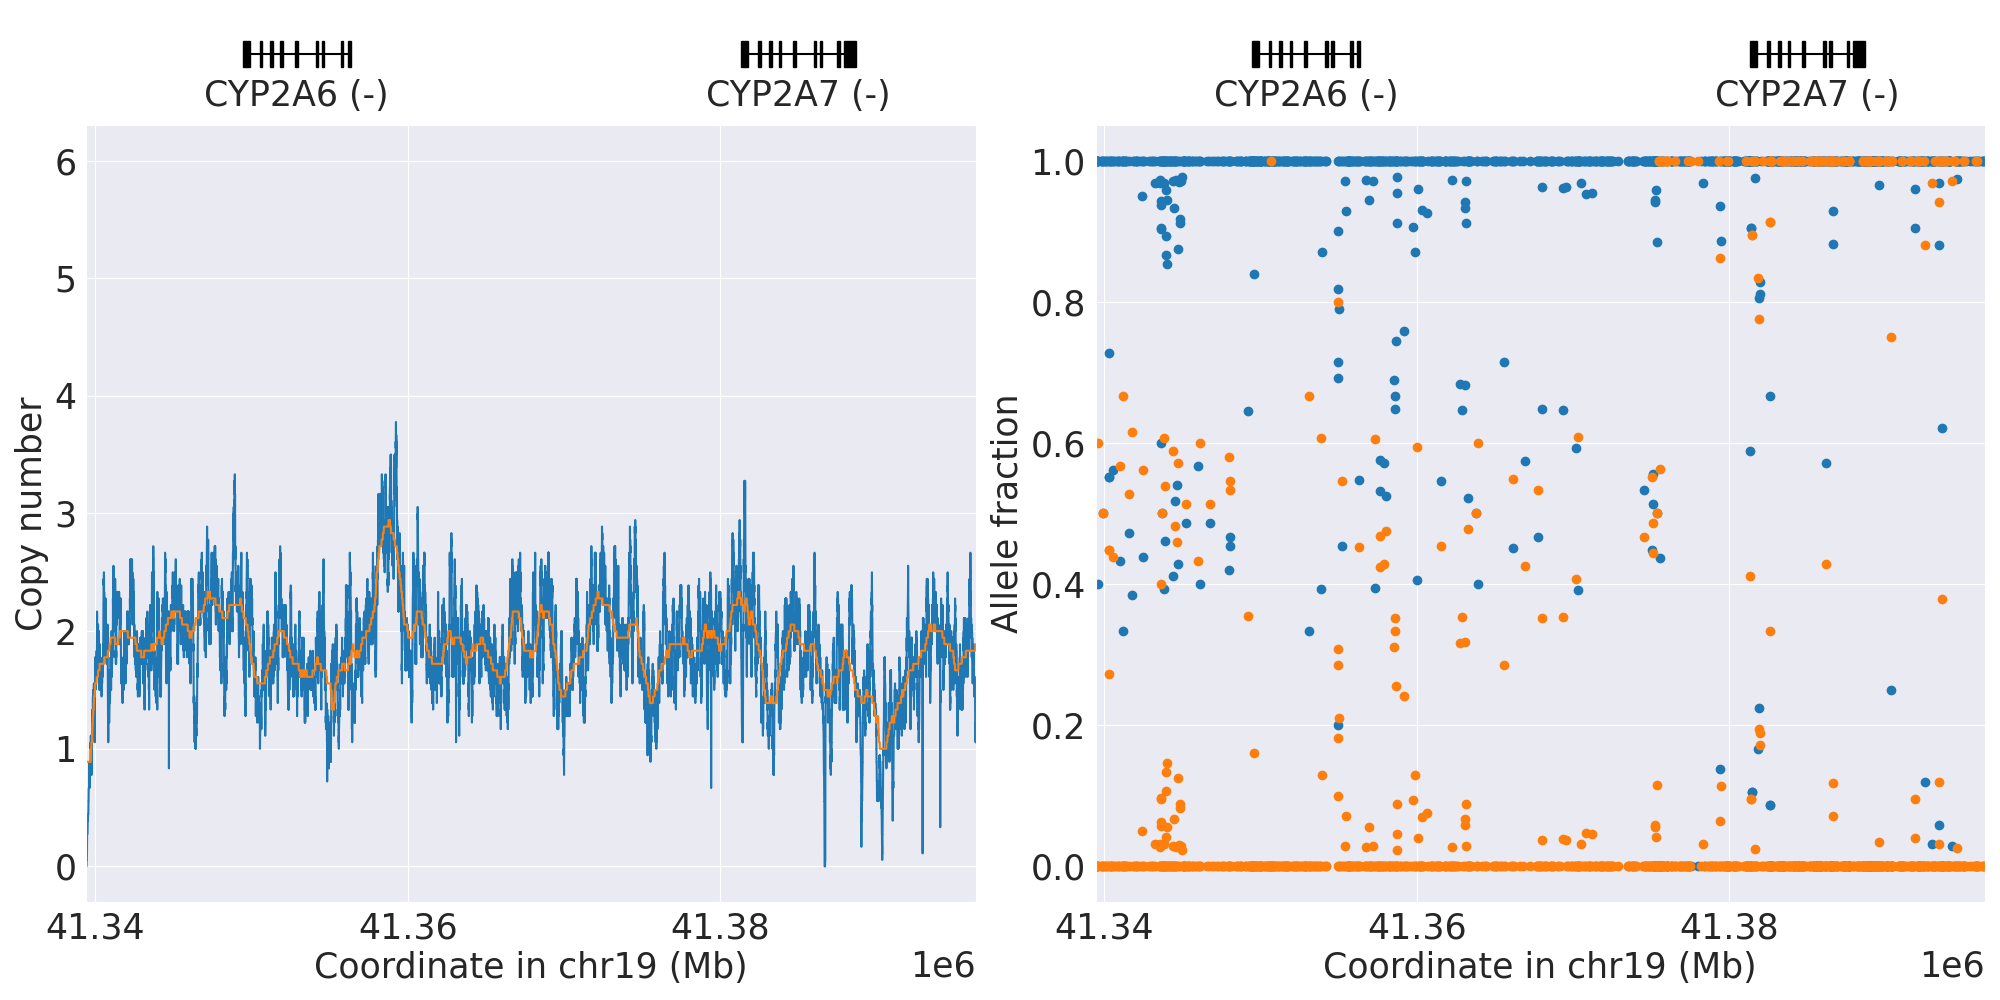 CYP2A6 (-)
CYP2A7 (-)
CYP2A6 (-)
CYP2A7 (-)
6
5
4
3
2
1
0
Copy number
41.34
41.36
41.38
Coordinate in chr19 (Mb)
1e6
1.0
0.8
0.6
0.4
0.2
0.0
Allele fraction
41.34
41.36
41.38
Coordinate in chr19 (Mb)
1e6